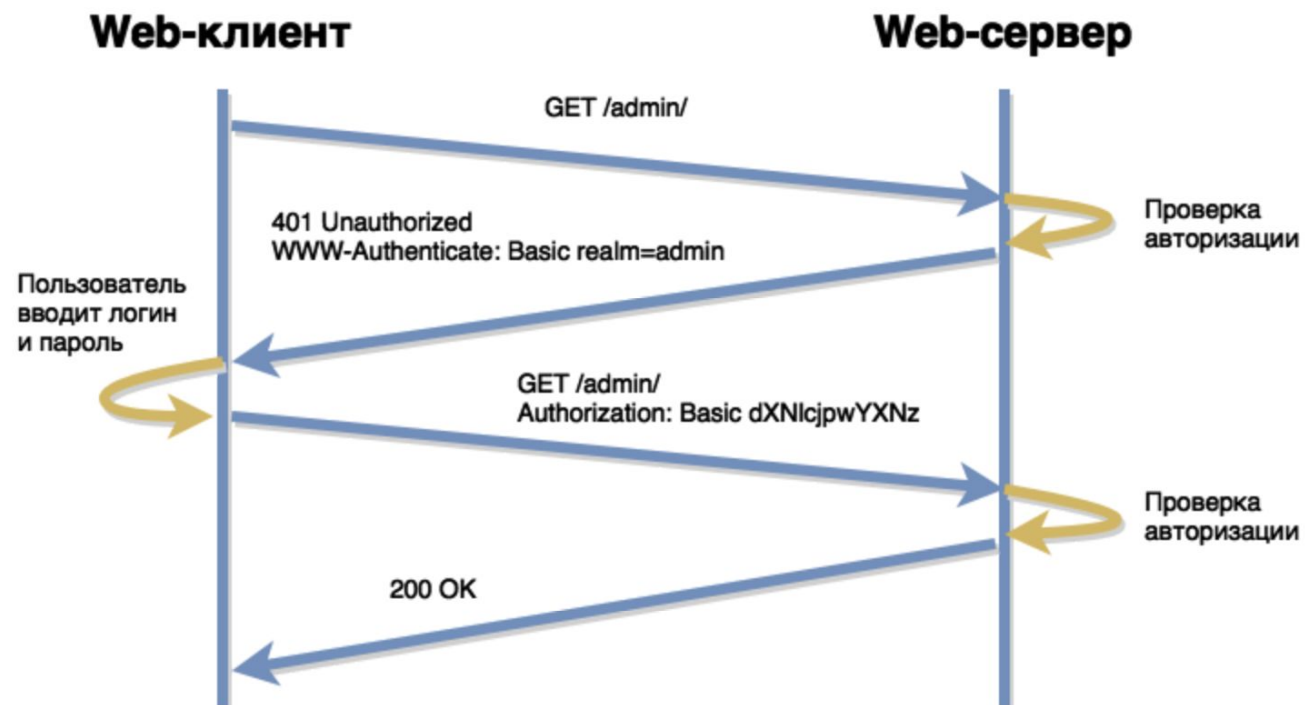 Web-клиент
Web-сервер
GET /admin/
401 Unauthorized
WWW-Authenticate: Basic realm=admin
Проверка
авторизации
Пользователь
вводит логин
и пароль
GET /admin/
Authorization: Basic dXNlcjpwYXNz
Проверка
авторизации
200 OK